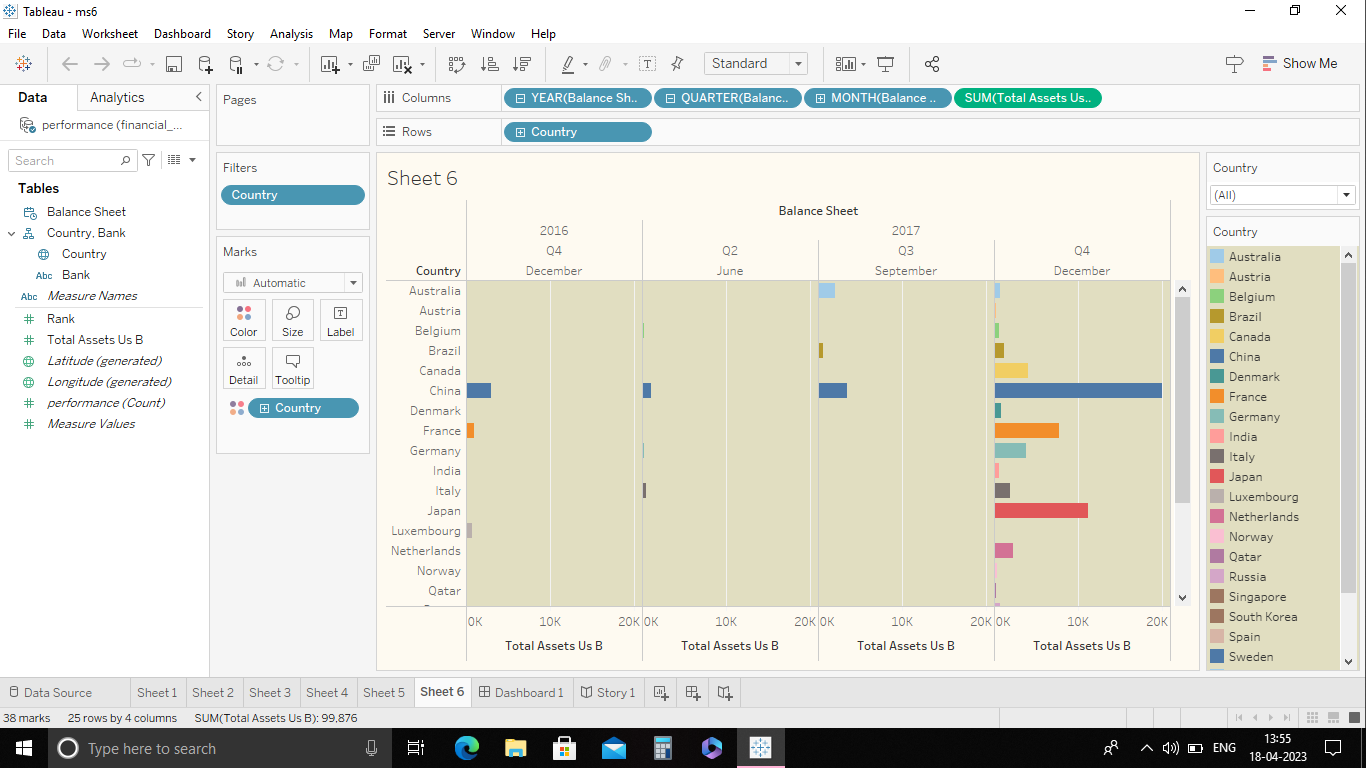 Tableau - ms6
File Data Worksheet Dashboard Story Analysis Map Format Server Window Help
Standard
Show Me
Data Analytics
performance (financial_...
Search
Tables
Balance Sheet
Country, Bank
Country
Abc Bank
Abc Measure Names
Rank
Total Assets Us B
Latitude (generated)
Longitude (generated)
performance (Count)
Measure Values
Pages
Filters
Country
Marks
Automatic
Color Size Label
Detail Tooltip
Country
Columns YEAR(Balance Sh.. QUARTER(Balanc.. MONTH(Balance .. SUM(Total Assets Us..
Rows Country
Sheet 6
Balance Sheet
2016 2017
Q4 Q2 Q3 Q4
Country December June September December
Australia
Austria
Belgium
Brazil
Canada
China
Denmark
France
Germany
India
Italy
Japan
Luxembourg
Netherlands
Norway
Qatar
0K 10K 20K 0K 10K 20K 0K 10K 20K 0K 10K 20K
Total Assets Us B Total Assets Us B Total Assets Us B Total Assets Us B
Country
(All)
Country
Australia
Austria
Belgium
Brazil
Canada
China
Denmark
France
Germany
India
Italy
Japan
Luxembourg
Netherlands
Norway
Qatar
Russia
Singapore
South Korea
Spain
Sweden
Data Source Sheet 1 Sheet 2 Sheet 3 Sheet 4 Sheet 5 Sheet 6 Dashboard 1 Story 1
38 marks 25 rows by 4 columns SUM(Total Assets Us B): 99,876
Type here to search
ENG
13:55
18-04-2023